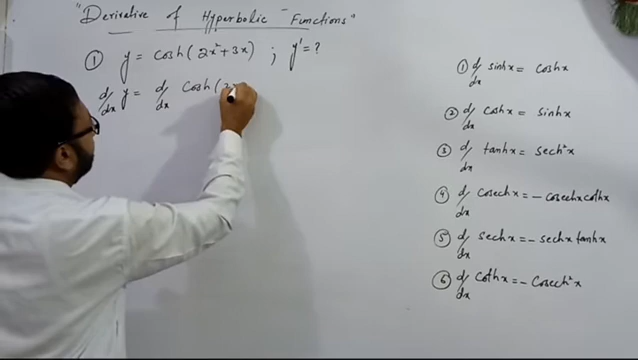 "Derivative of Hyperbolic Functions"
① y = Cosh(2x²+3x) ; y' = ?
d/dx y = d/dx Cosh(2x
① d/dx sinhx = coshx
② d/dx coshx = sinhx
③ d/dx tanhx = sech²x
④ d/dx cosechx = - cosechx cothx
⑤ d/dx sechx = - sechx tanhx
⑥ d/dx cothx = - cosech²x